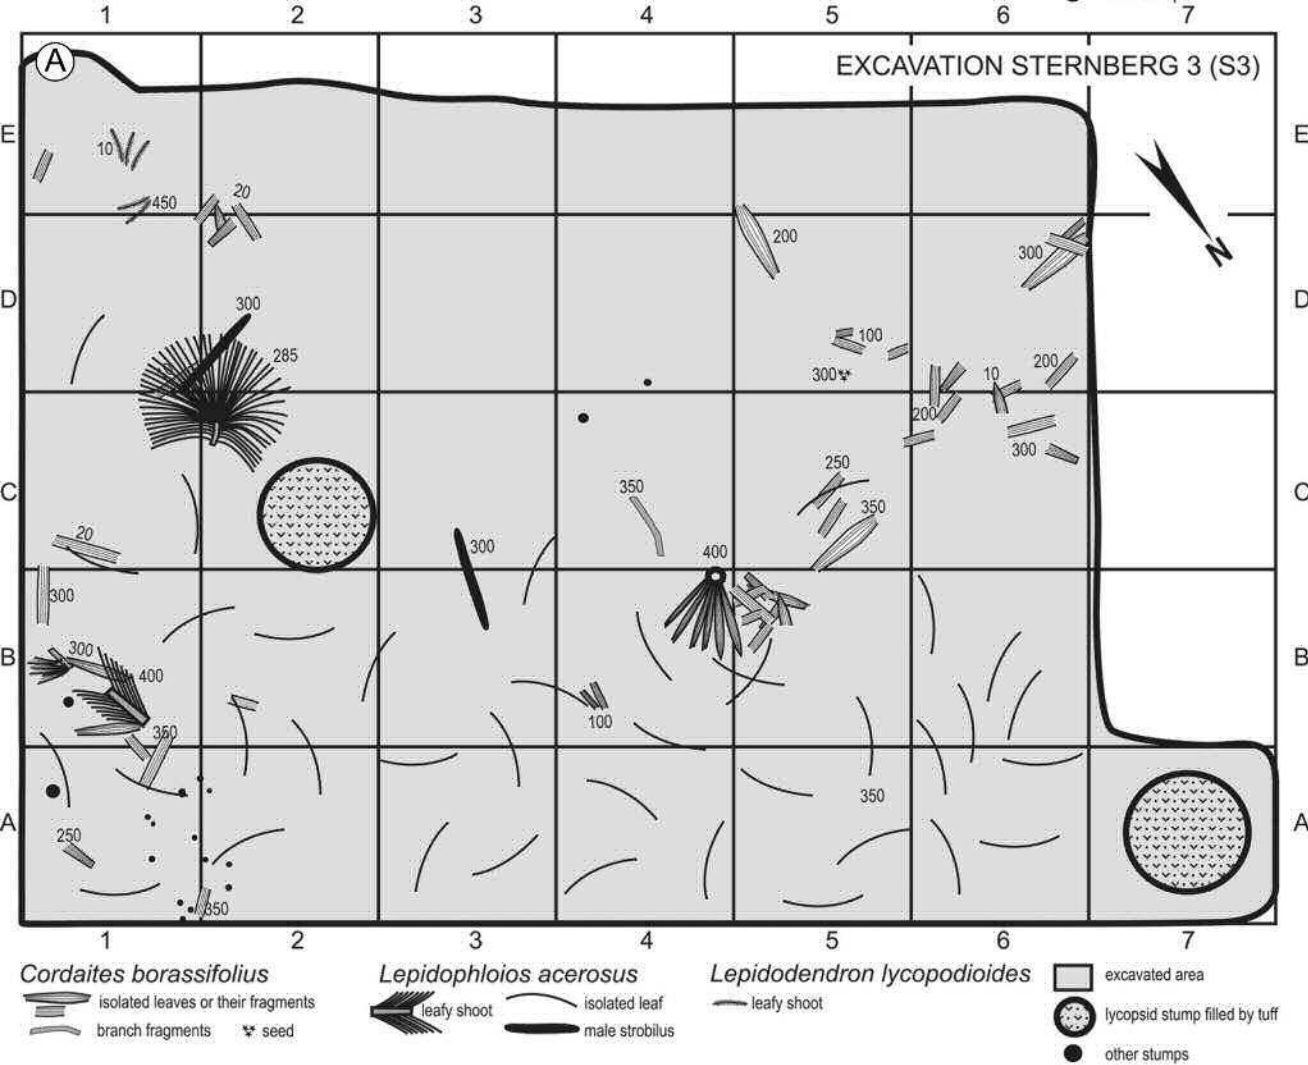 1 2 3 4 5 6 7
A EXCAVATION STERNBERG 3 (S3)
E 10 E
450 20
200 300 N
D 300 D
285 100
300 200
10
200
300
C 250 C
350 350
20 300 400
300
B 300 B
400
350 100
A 350 A
250
350
1 2 3 4 5 6 7
Cordaites borassifolius Lepidophloios acerosus Lepidodendron lycopodioides excavated area
isolated leaves or their fragments leafy shoot isolated leaf leafy shoot lycopsid stump filled by tuff
branch fragments seed male strobilus other stumps